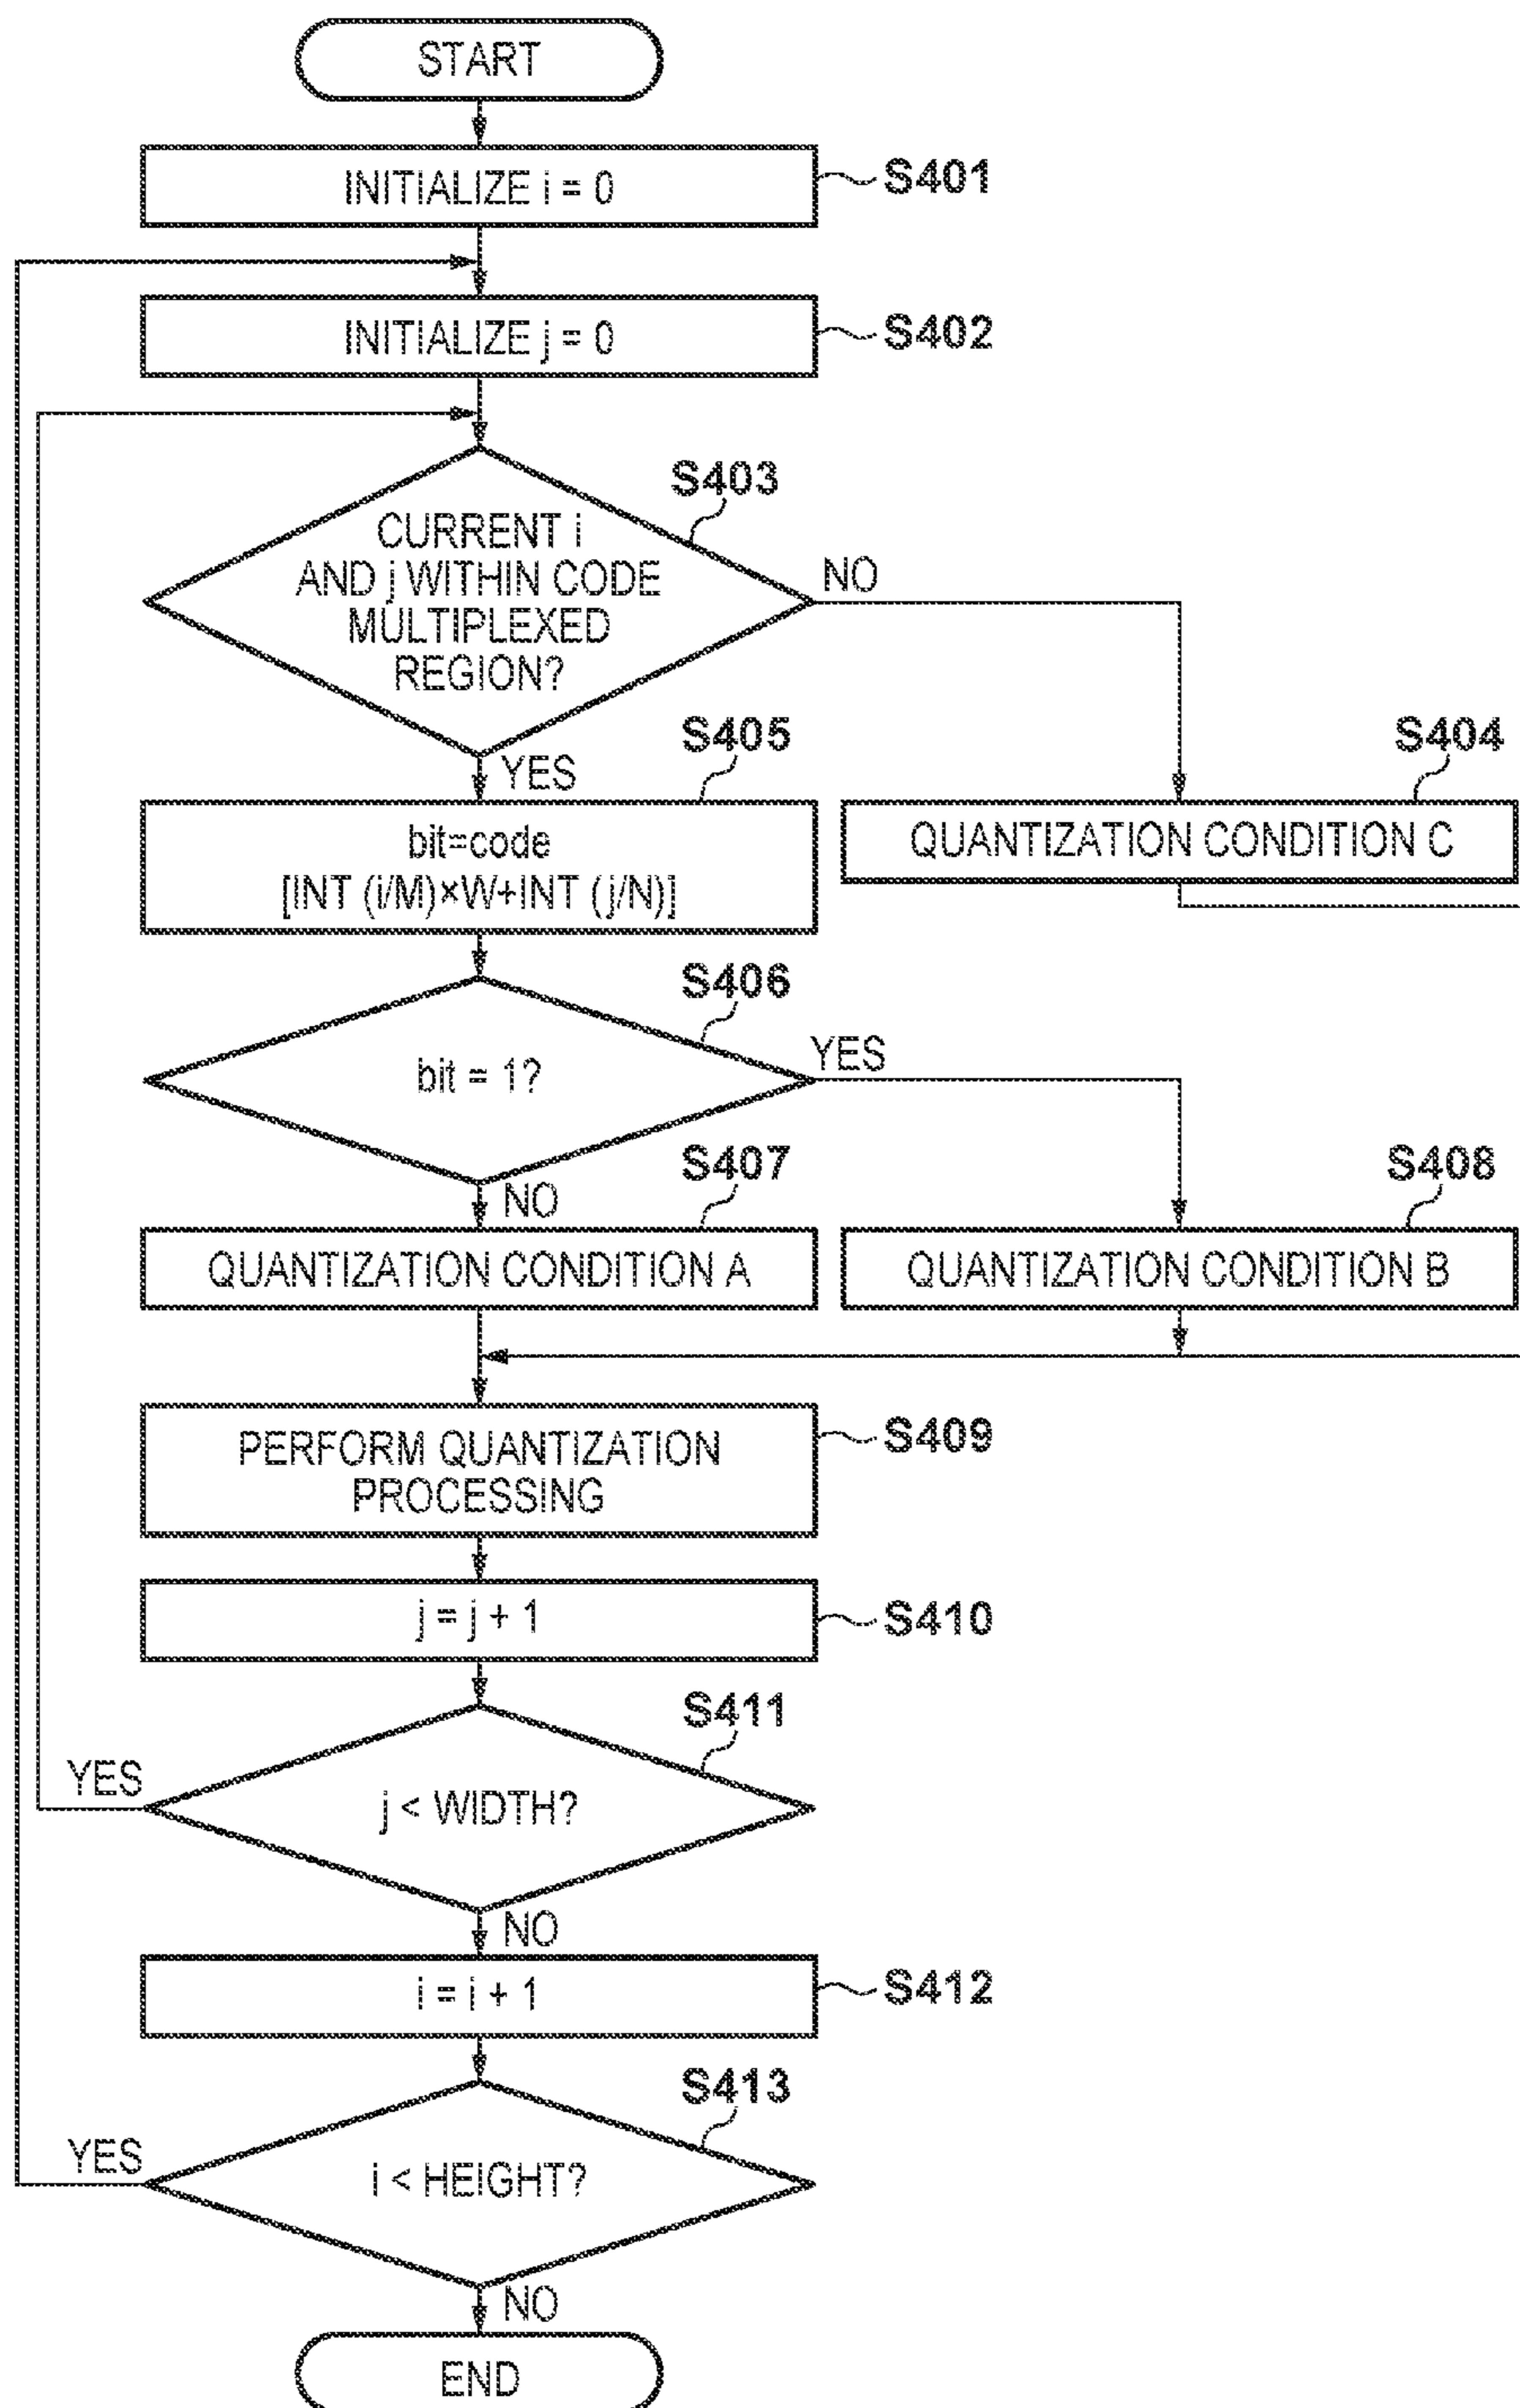 START
INITIALIZE i = 0
S401
INITIALIZE j = 0
S402
S403
CURRENT i
AND j WITHIN CODE
MULTIPLEXED
REGION?
NO
YES
S405
S404
bit=code
[INT (i/M)×W+INT (j/N)]
QUANTIZATION CONDITION C
S406
bit = 1?
YES
NO
S407
S408
QUANTIZATION CONDITION A
QUANTIZATION CONDITION B
PERFORM QUANTIZATION
PROCESSING
S409
j = j + 1
S410
S411
YES
j < WIDTH?
NO
i = i + 1
S412
S413
YES
i < HEIGHT?
NO
END